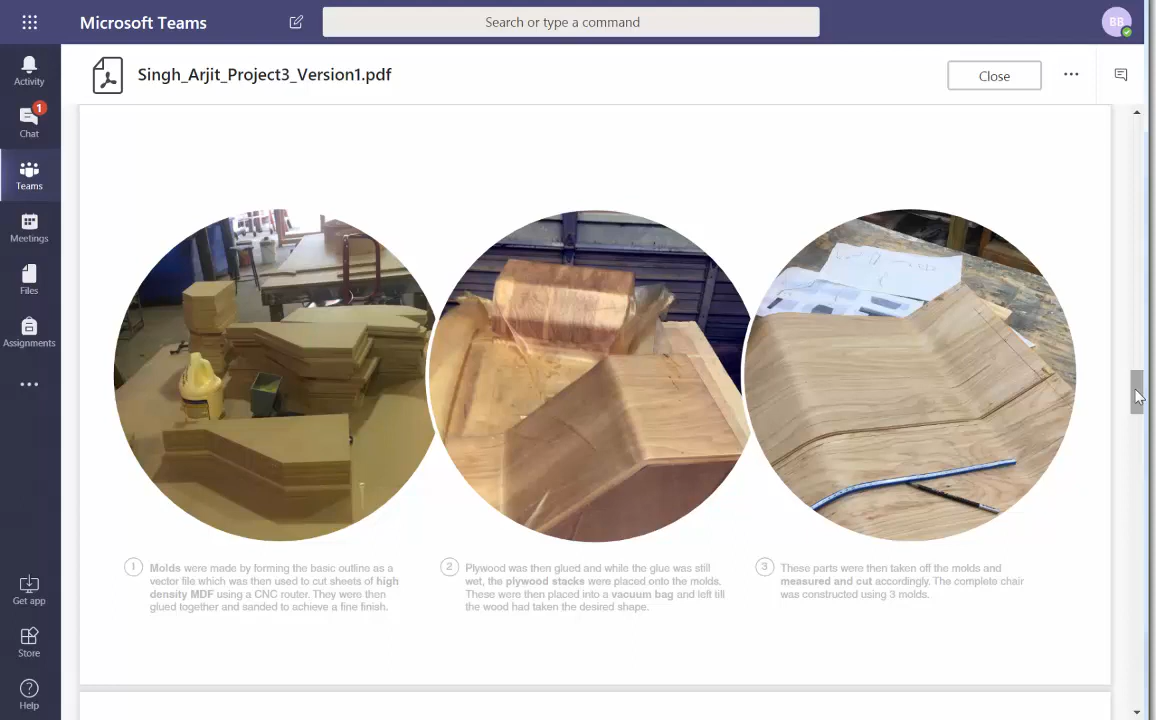 Microsoft Teams
Search or type a command
BB
Activity
Singh_Arjit_Project3_Version1.pdf
Close
1
Chat
Teams
Meetings
Files
Assignments
Get app
Store
Help
1 Molds were made by forming the basic outline as a
vector file which was then used to cut sheets of high
density MDF using a CNC router. They were then
glued together and sanded to achieve a fine finish.
2 Plywood was then glued and while the glue was still
wet, the plywood stacks were placed onto the molds.
These were then placed into a vacuum bag and left till
the wood had taken the desired shape.
3 These parts were then taken off the molds and
measured and cut accordingly. The complete chair
was constructed using 3 molds.